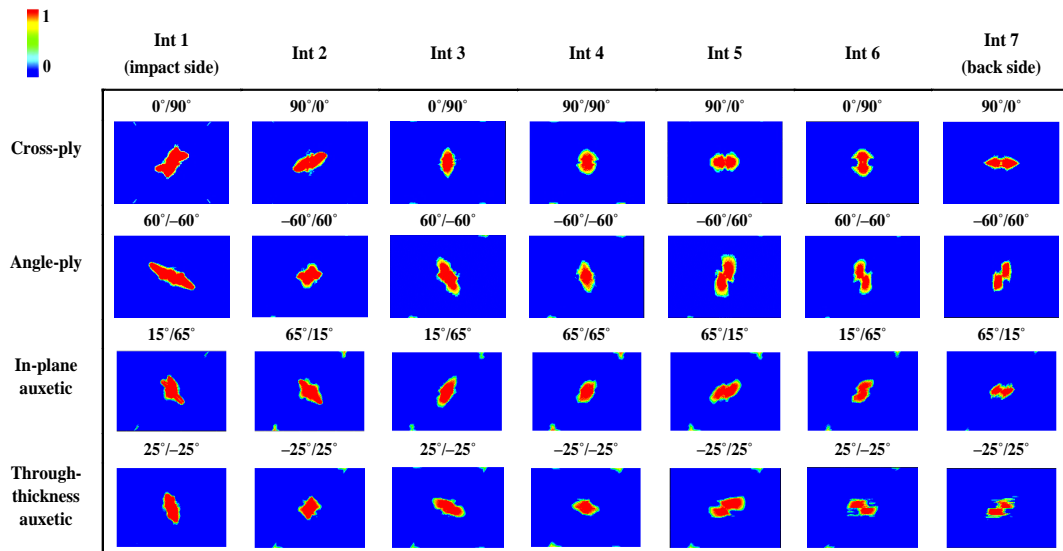 1
0
Int 1
(impact side)
Int 2
Int 3
Int 4
Int 5
Int 6
Int 7
(back side)
Cross-ply
0˚/90˚
90˚/0˚
0˚/90˚
90˚/90˚
90˚/0˚
0˚/90˚
90˚/0˚
Angle-ply
60˚/–60˚
–60˚/60˚
60˚/–60˚
–60˚/–60˚
–60˚/60˚
60˚/–60˚
–60˚/60˚
In-plane
auxetic
15˚/65˚
65˚/15˚
15˚/65˚
65˚/65˚
65˚/15˚
15˚/65˚
65˚/15˚
Through-
thickness
auxetic
25˚/–25˚
–25˚/25˚
25˚/–25˚
–25˚/–25˚
–25˚/25˚
25˚/–25˚
–25˚/25˚